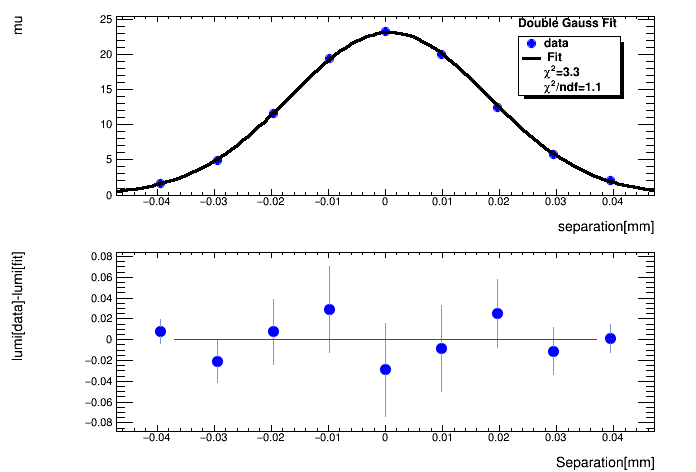 mu
25
20
15
10
5
0
Double Gauss Fit
data
Fit
χ²=3.3
χ²/ndf=1.1
−0.04 −0.03 −0.02 −0.01 0 0.01 0.02 0.03 0.04
separation[mm]
lumi[data]-lumi[fit]
0.08
0.06
0.04
0.02
0
−0.02
−0.04
−0.06
−0.08
−0.04 −0.03 −0.02 −0.01 0 0.01 0.02 0.03 0.04
Separation[mm]